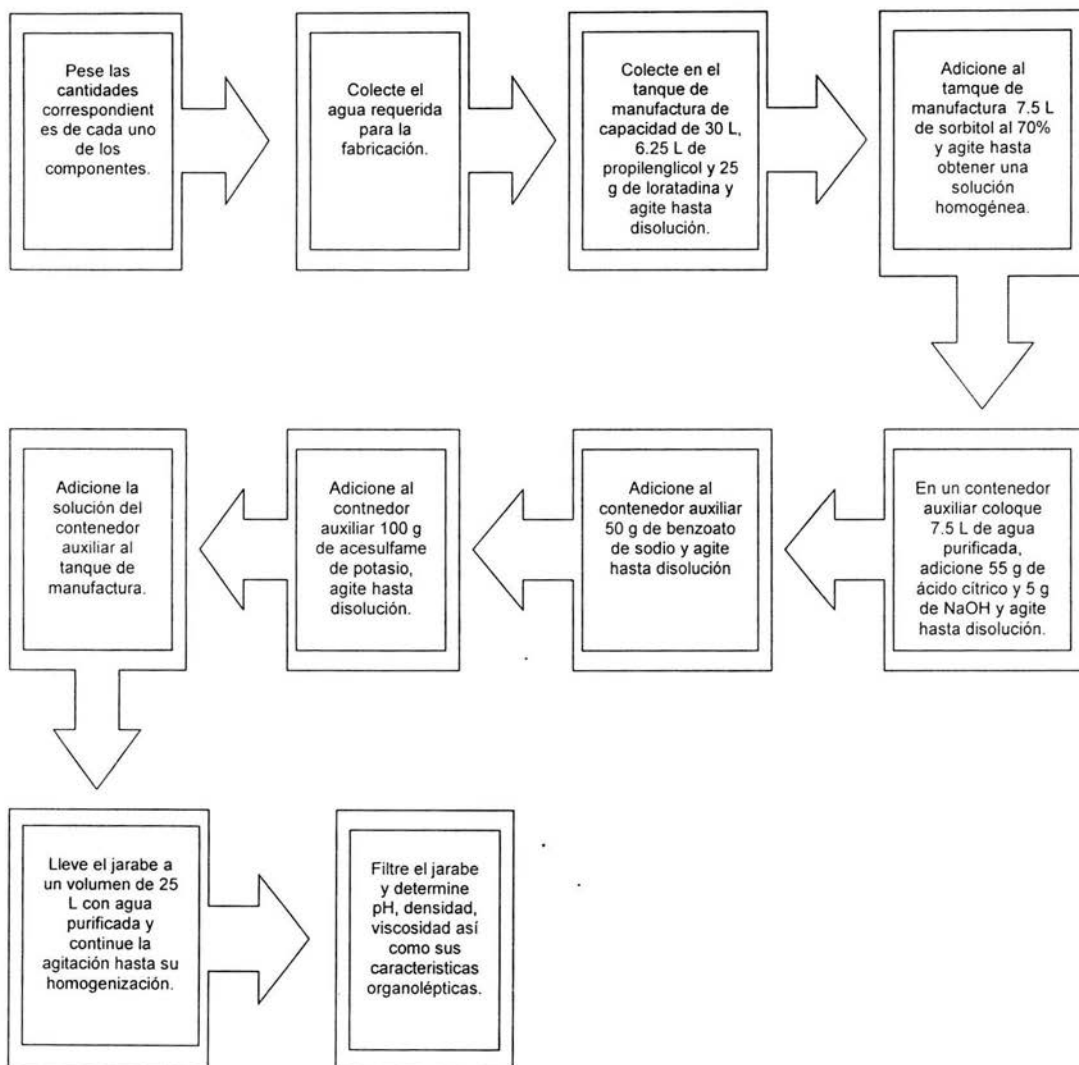 Pese las
cantidades
correspondient
es de cada uno
de los
componentes.
Colecte el
agua requerida
para la
fabricación.
Colecte en el
tanque de
manufactura de
capacidad de 30 L,
6.25 L de
propilenglicol y 25
g de loratadina y
agite hasta
disolución.
Adicione al
tamque de
manufactura 7.5 L
de sorbitol al 70%
y agite hasta
obtener una
solución
homogénea.
En un contenedor
auxiliar coloque
7.5 L de agua
purificada,
adicione 55 g de
ácido cítrico y 5 g
de NaOH y agite
hasta disolución.
Adicione al
contenedor auxiliar
50 g de benzoato
de sodio y agite
hasta disolución
Adicione al
contnedor
auxiliar 100 g
de acesulfame
de potasio,
agite hasta
disolución.
Adicione la
solución del
contenedor
auxiliar al
tanque de
manufactura.
Lleve el jarabe a
un volumen de 25
L con agua
purificada y
continue la
agitación hasta su
homogenización.
Filtre el jarabe
y determine
pH, densidad,
viscosidad así
como sus
caracteristicas
organolépticas.